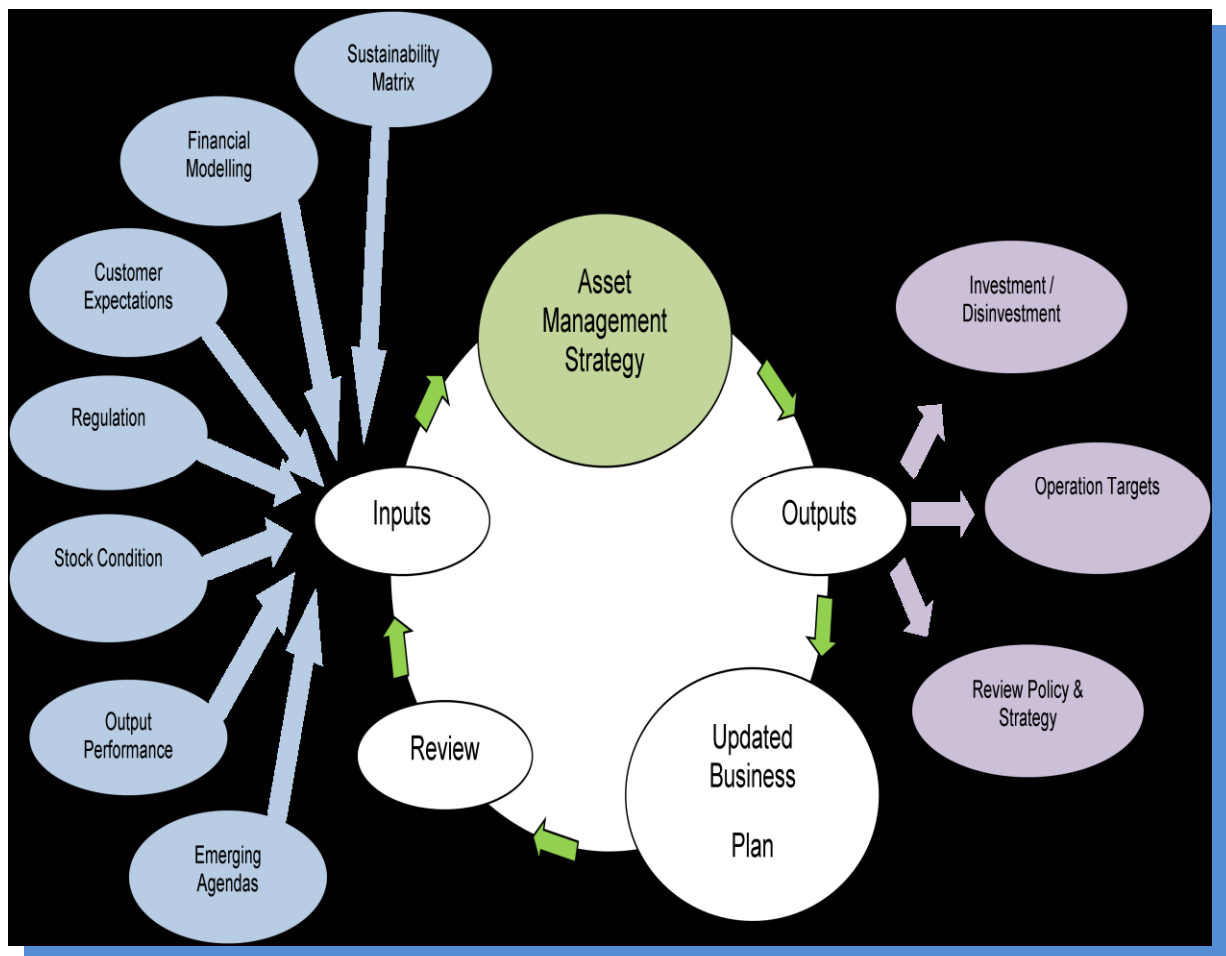 Sustainability
Matrix
Financial
Modelling
Customer
Expectations
Regulation
Stock Condition
Output
Performance
Emerging
Agendas
Inputs
Asset
Management
Strategy
Outputs
Updated
Business
Plan
Review
Investment /
Disinvestment
Operation Targets
Review Policy &
Strategy